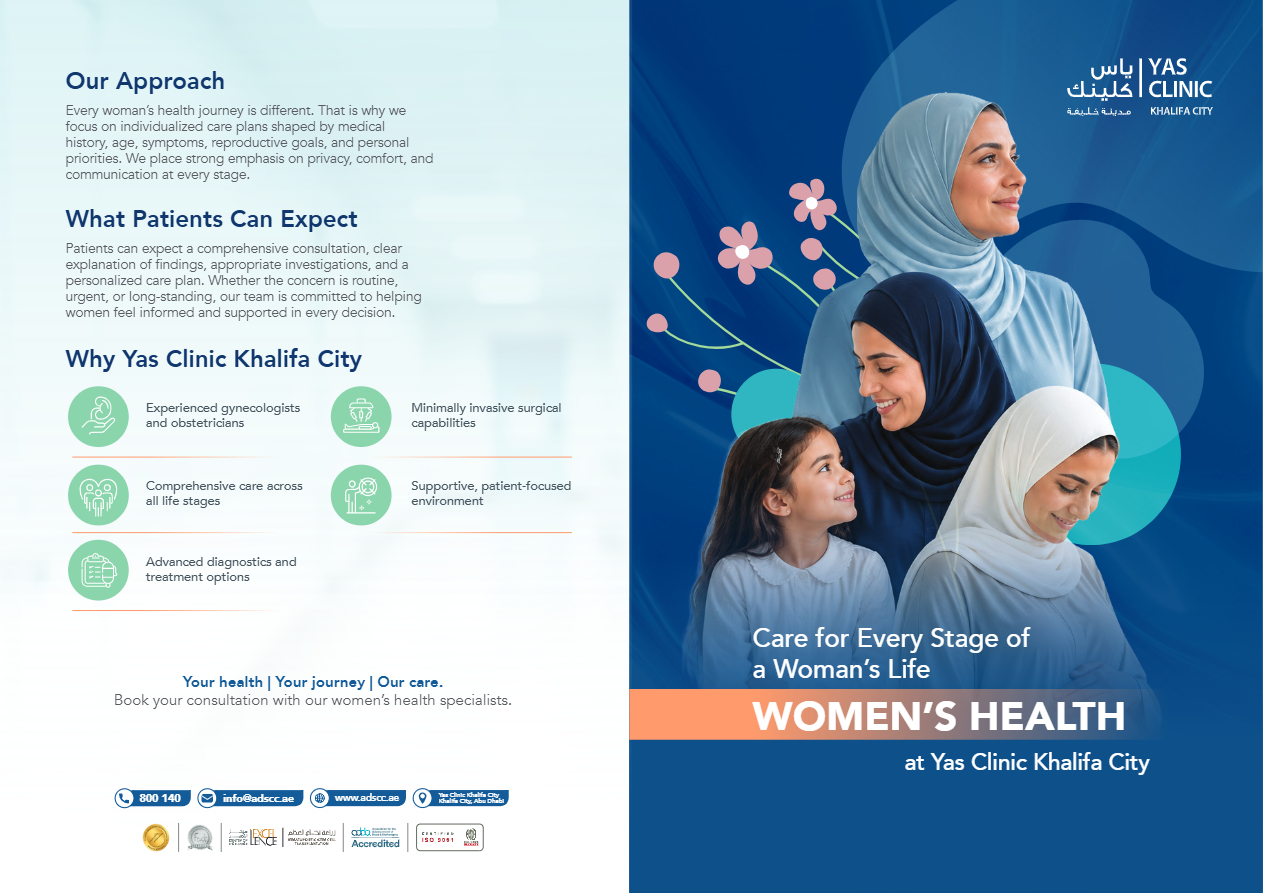 Our Approach
Every woman's health journey is different. That is why we
focus on individualized care plans shaped by medical
history, age, symptoms, reproductive goals, and personal
priorities. We place strong emphasis on privacy, comfort, and
communication at every stage.
What Patients Can Expect
Patients can expect a comprehensive consultation, clear
explanation of findings, appropriate investigations, and a
personalized care plan. Whether the concern is routine,
urgent, or long-standing, our team is committed to helping
women feel informed and supported in every decision.
Why Yas Clinic Khalifa City
Experienced gynecologists
and obstetricians
Minimally invasive surgical
capabilities
Comprehensive care across
all life stages
Supportive, patient-focused
environment
Advanced diagnostics and
treatment options
Your health | Your journey | Our care.
Book your consultation with our women's health specialists.
800 140
info@adscc.ae
www.adscc.ae
Yas Clinic Khalifa City
Khalifa City, Abu Dhabi
EXCEL
LENCE
Accredited
CERTIFIED
ISO 9001
ياس
كلينك
مدينة خليفة
YAS
CLINIC
KHALIFA CITY
Care for Every Stage of
a Woman's Life
WOMEN'S HEALTH
at Yas Clinic Khalifa City